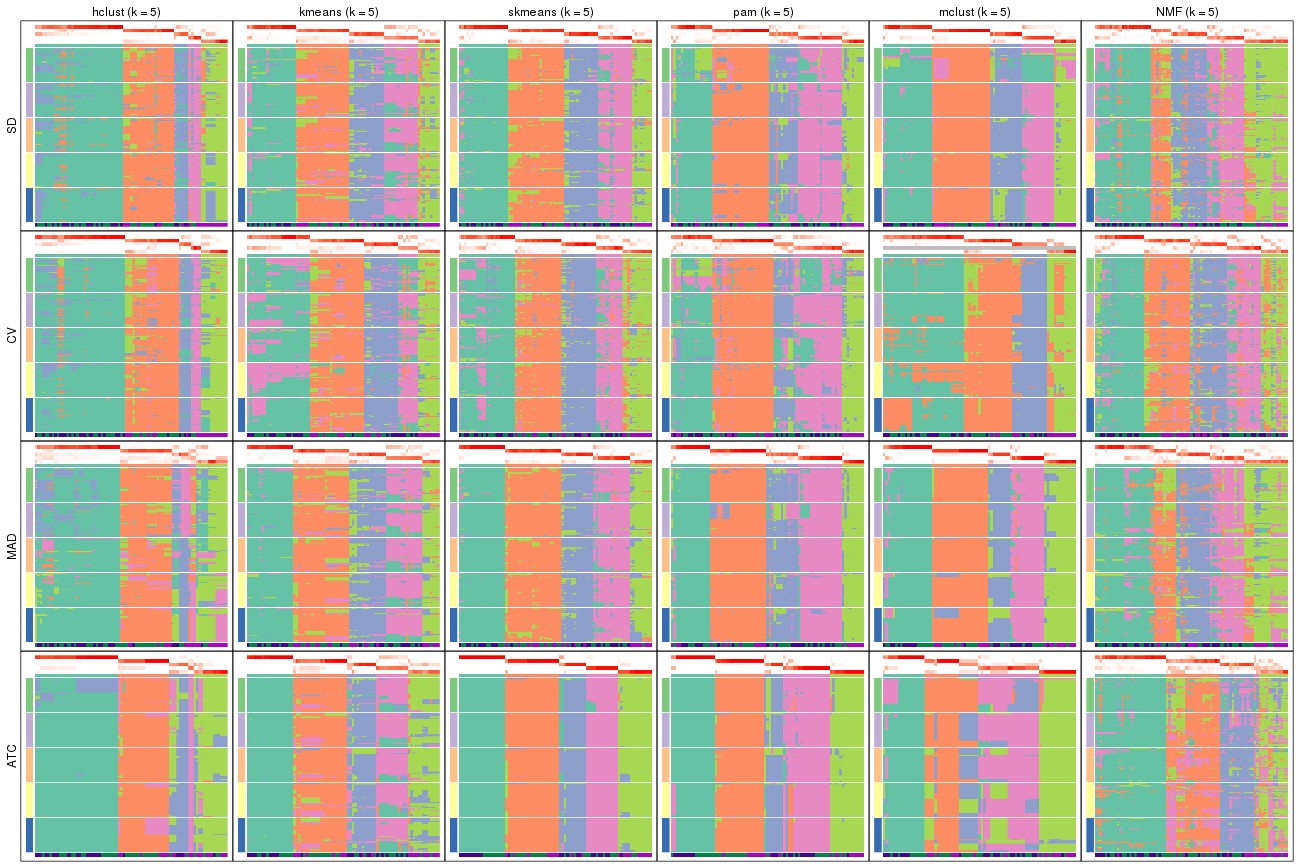 hclust (k = 5)
kmeans (k = 5)
skmeans (k = 5)
pam (k = 5)
mclust (k = 5)
NMF (k = 5)
SD
CV
MAD
ATC